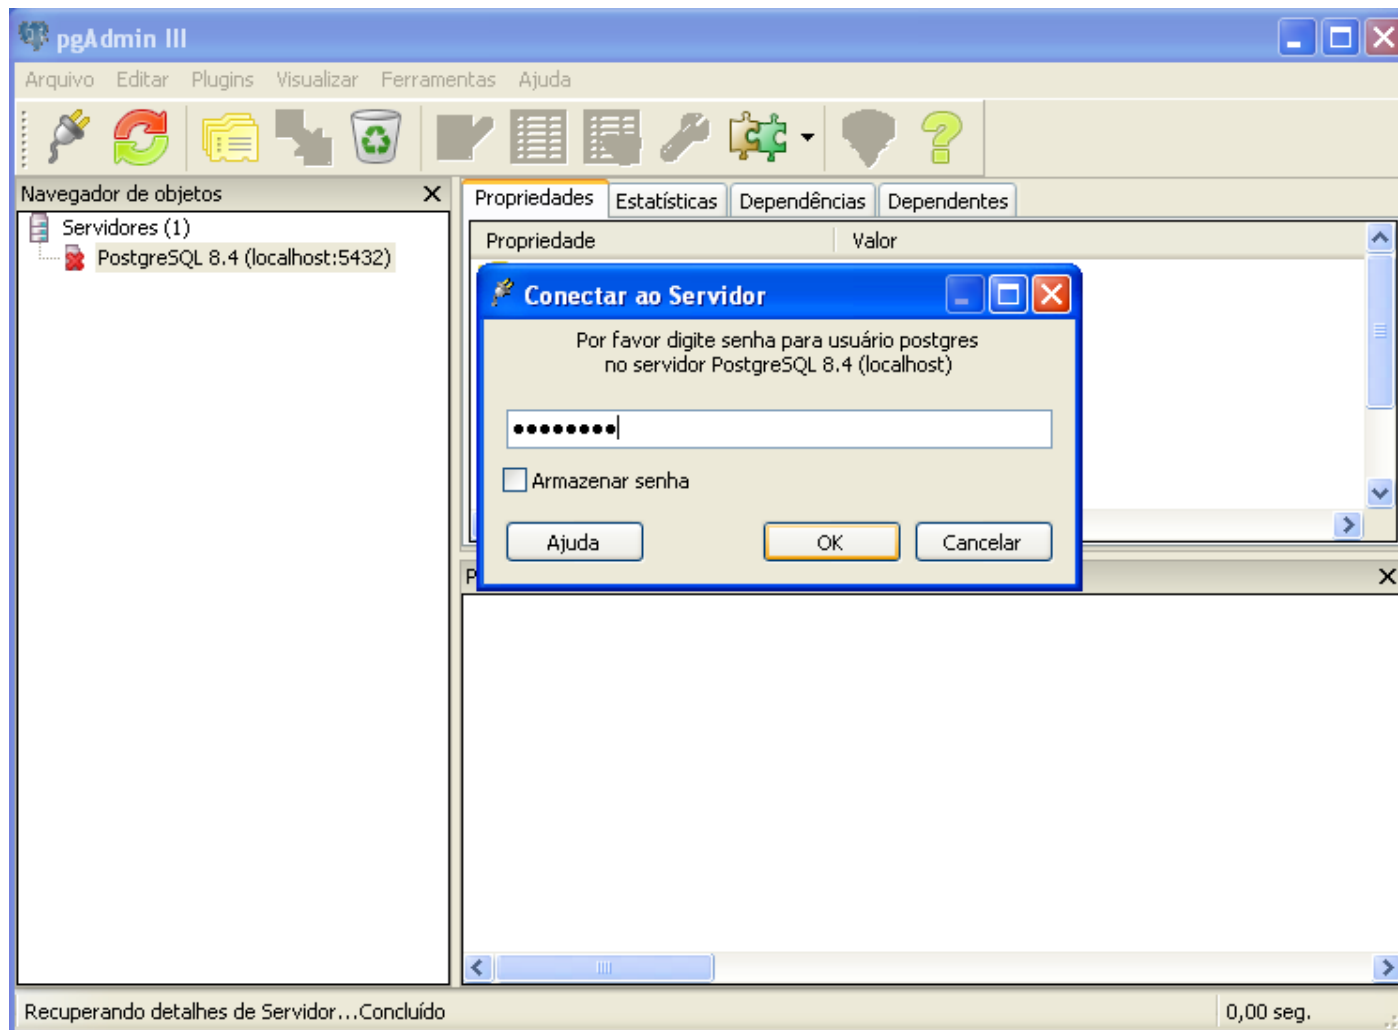 pgAdmin III
Arquivo Editar Plugins Visualizar Ferramentas Ajuda
Navegador de objetos
Servidores (1)
PostgreSQL 8.4 (localhost:5432)
Propriedades Estatísticas Dependências Dependentes
Propriedade Valor
Conectar ao Servidor
Por favor digite senha para usuário postgres
no servidor PostgreSQL 8.4 (localhost)
Armazenar senha
Ajuda OK Cancelar
Recuperando detalhes de Servidor...Concluído 0,00 seg.